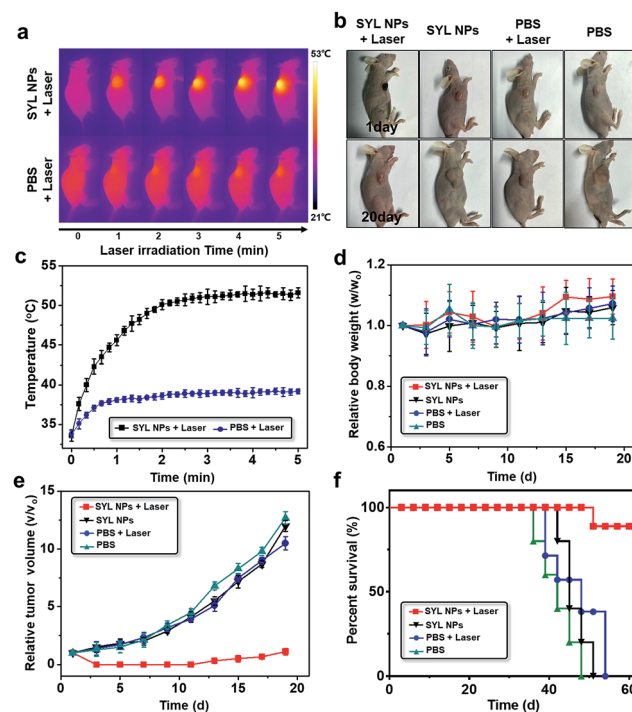 a
53℃
SYL NPs
+ Laser
PBS
+ Laser
21℃
0 1 2 3 4 5
Laser irradiation Time (min)
b
SYL NPs
+ Laser
SYL NPs
PBS
+ Laser
PBS
1day
20day
c
Temperature (°C)
55
50
45
40
35
SYL NPs + Laser
PBS + Laser
0 1 2 3 4 5
Time (min)
d
Relative body weight (w/w₀)
1.2
1.0
0.8
0.6
SYL NPs + Laser
SYL NPs
PBS + Laser
PBS
0 5 10 15 20
Time (d)
e
Relative tumor volume (v/v₀)
15
10
5
0
SYL NPs + Laser
SYL NPs
PBS + Laser
PBS
0 5 10 15 20
Time (d)
f
Percent survival (%)
100
50
0
SYL NPs + Laser
SYL NPs
PBS + Laser
PBS
0 20 40 60
Time (d)